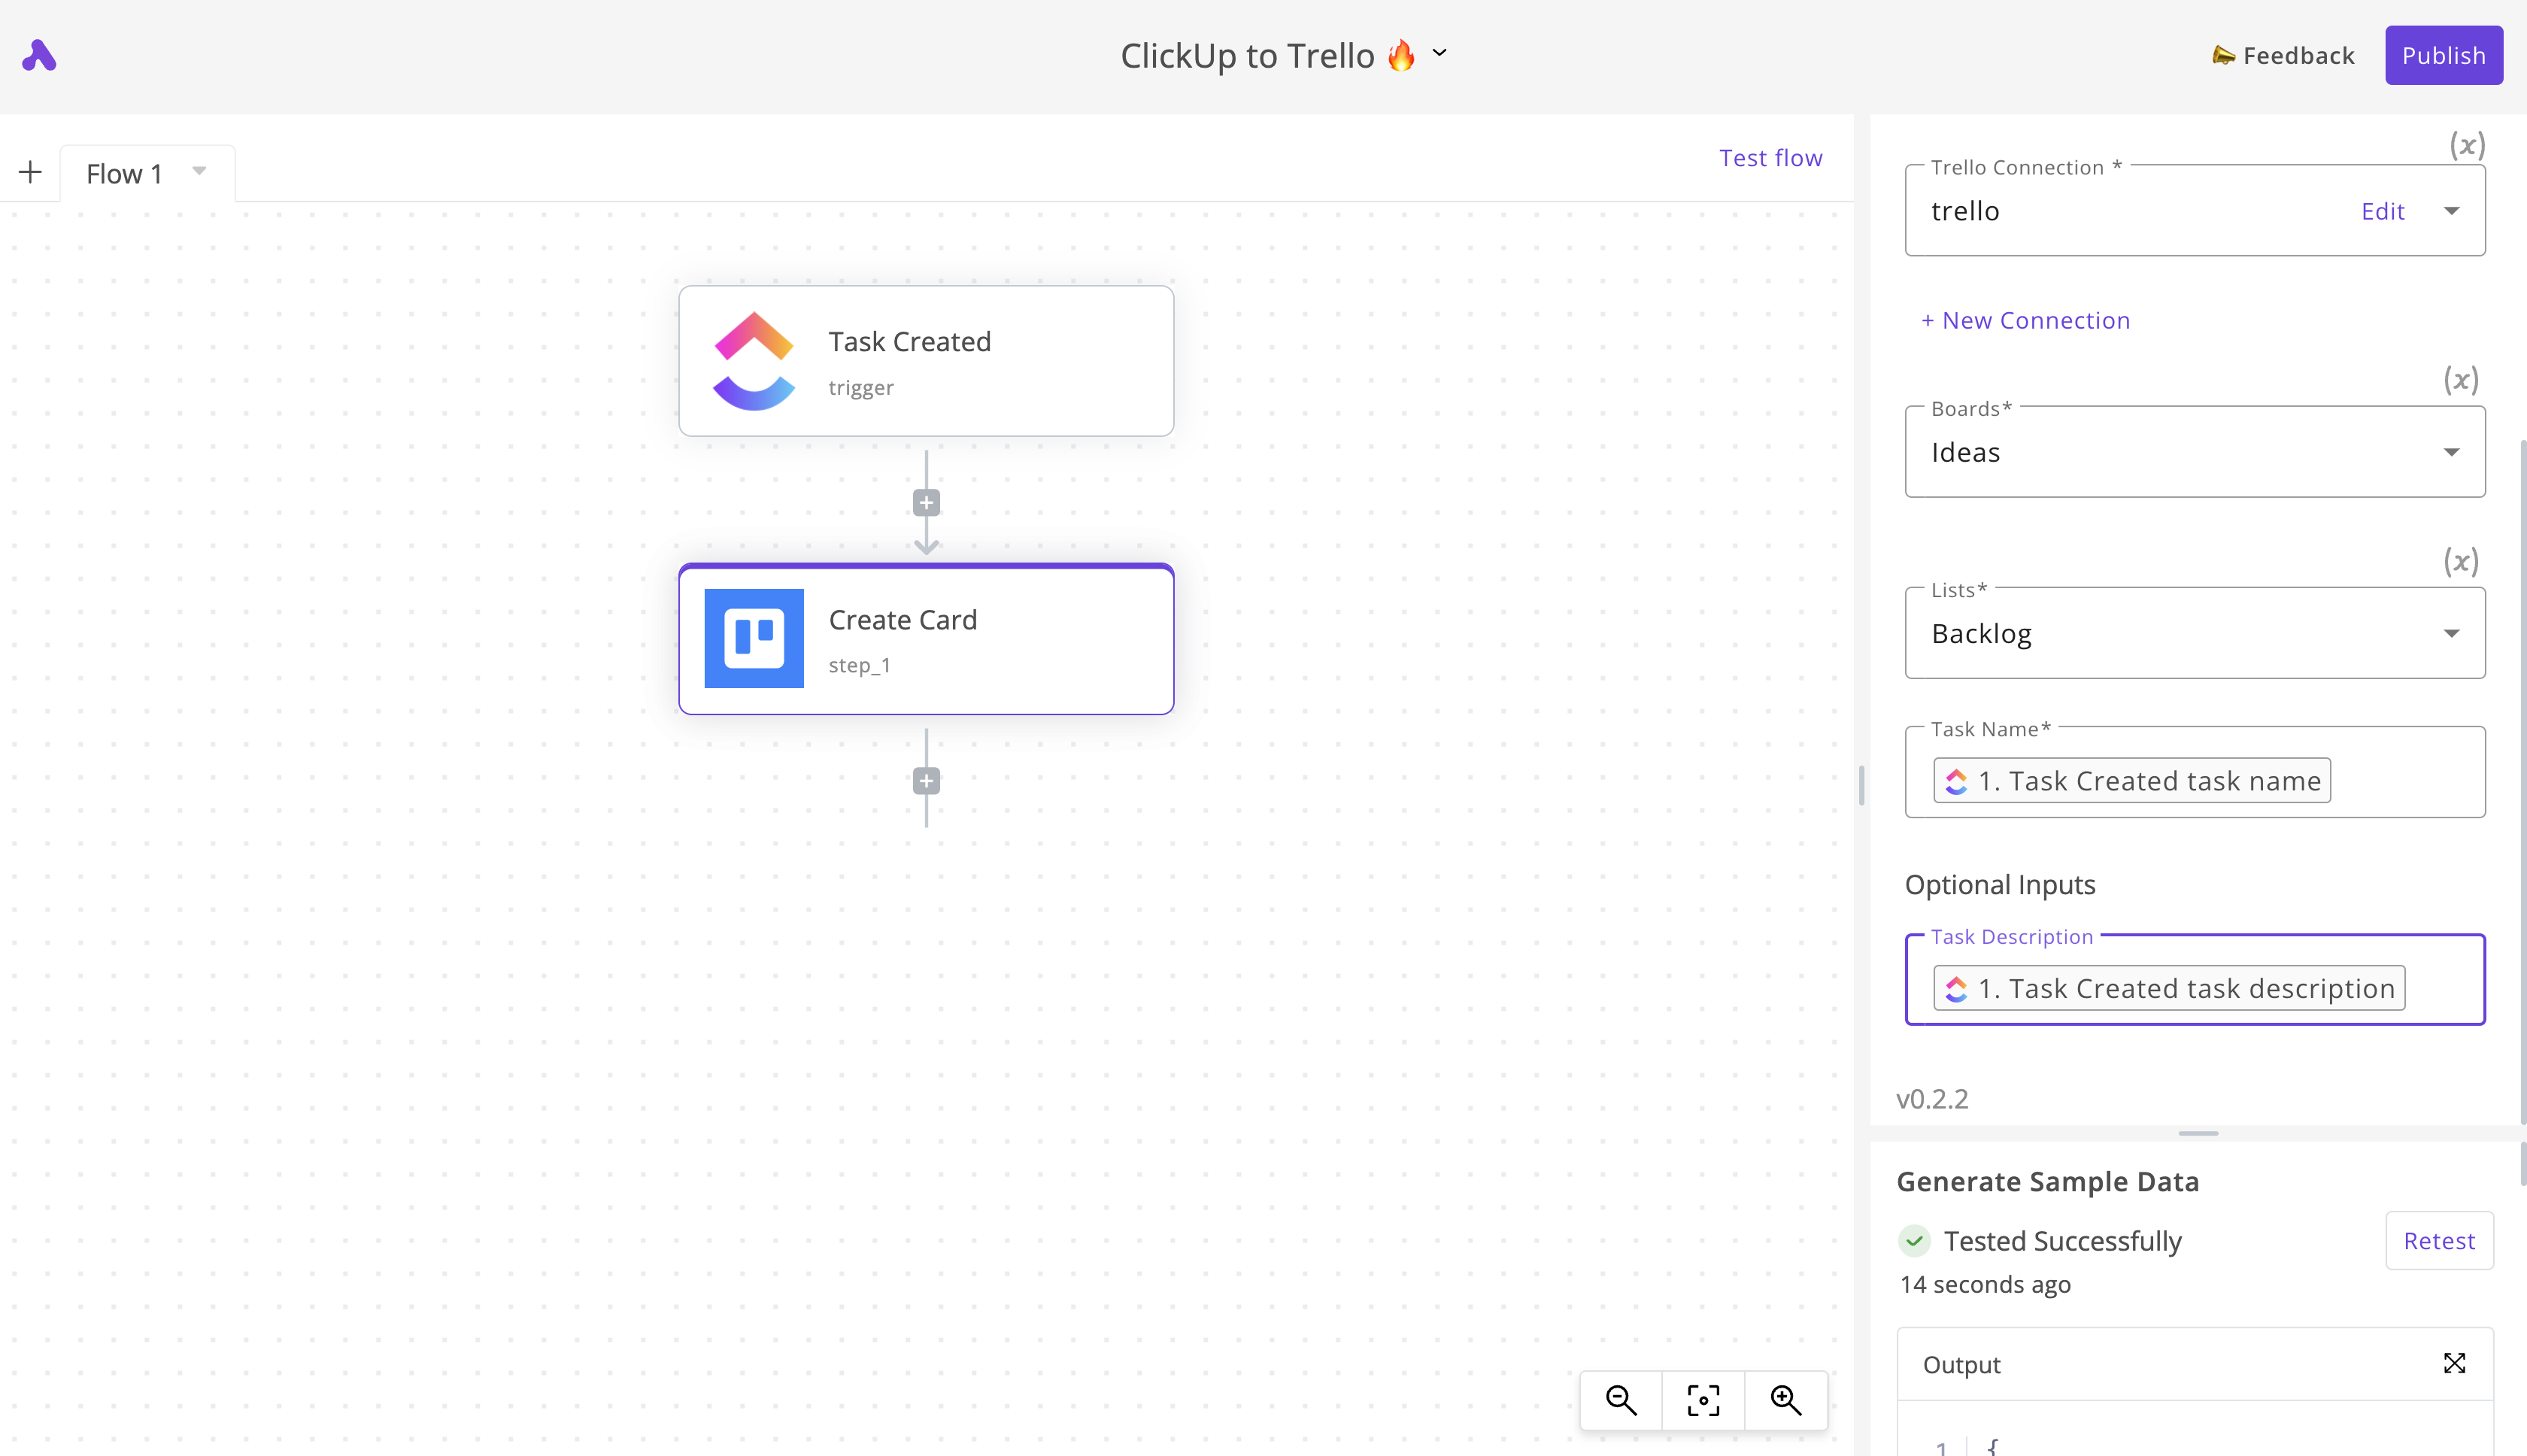 ClickUp to Trello 🔥
Feedback
Publish
Flow 1
Test flow
Task Created
trigger
Create Card
step_1
(x)
Trello Connection *
trello
Edit
+ New Connection
(x)
Boards*
Ideas
(x)
Lists*
Backlog
Task Name*
1. Task Created task name
Optional Inputs
Task Description
1. Task Created task description
v0.2.2
Generate Sample Data
Tested Successfully
Retest
14 seconds ago
Output
1 {